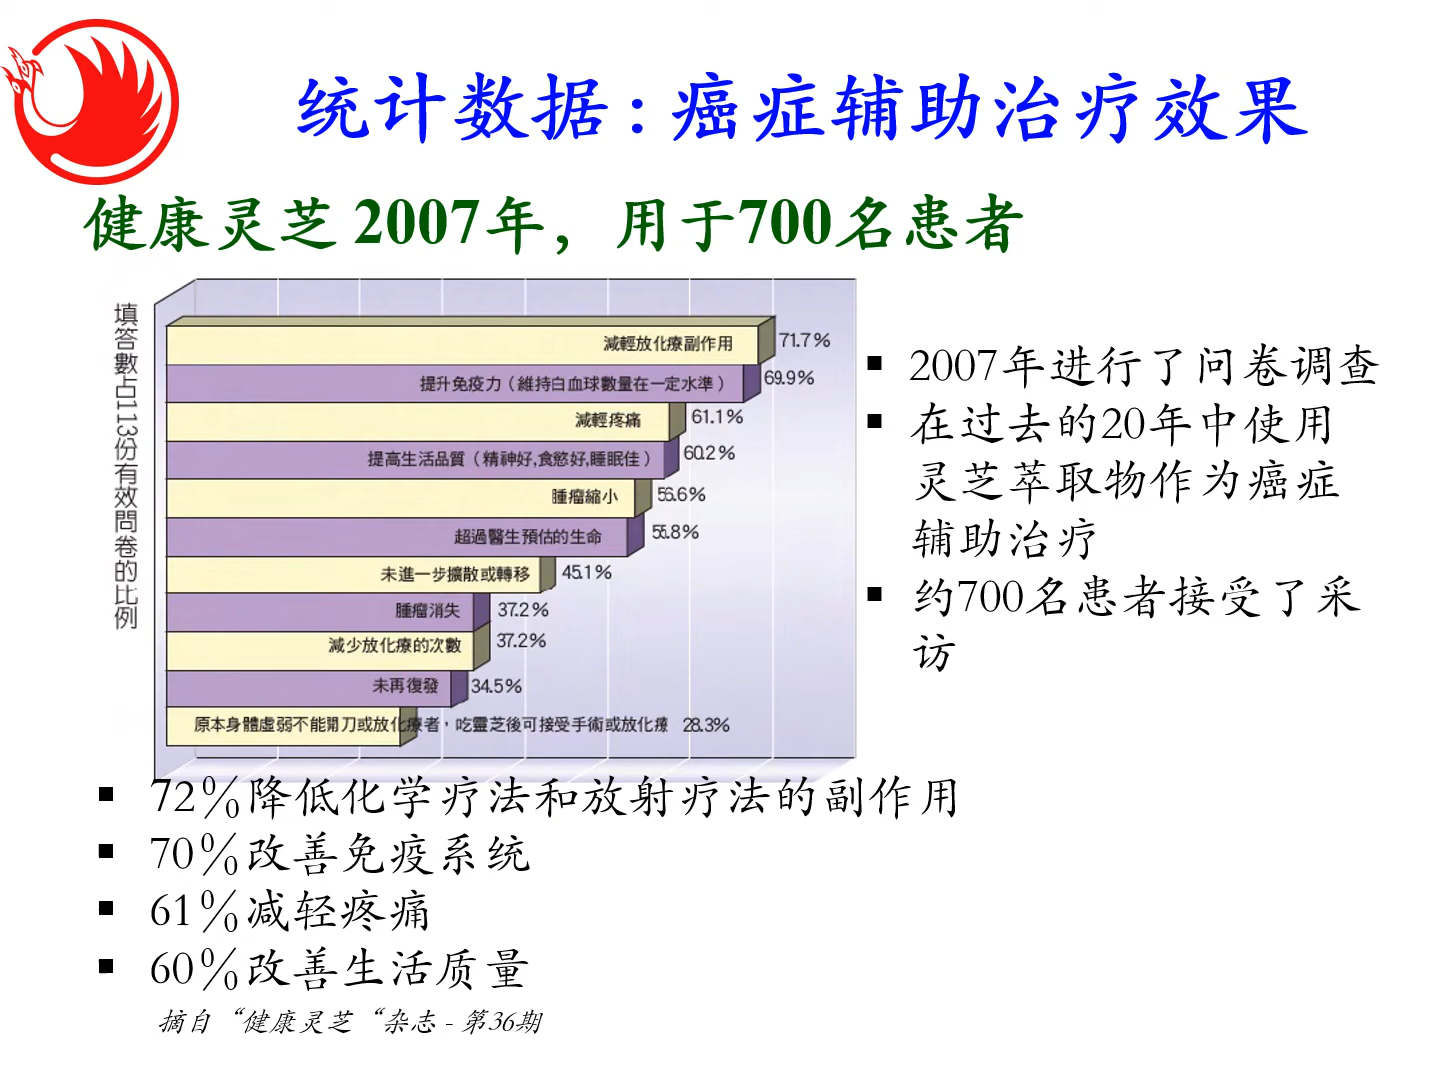 统计数据：癌症辅助治疗效果
健康灵芝 2007年，用于700名患者
填答數占113份有效問卷的比例
減輕放化療副作用 71.7%
提升免疫力（維持白血球數量在一定水準） 69.9%
減輕疼痛 61.1%
提高生活品質（精神好,食慾好,睡眠佳） 60.2%
腫瘤縮小 56.6%
超過醫生預估的生命 55.8%
未進一步擴散或轉移 45.1%
腫瘤消失 37.2%
減少放化療的次數 37.2%
未再復發 34.5%
原本身體虛弱不能開刀或放化療者，吃靈芝後可接受手術或放化療 28.3%
▪ 2007年进行了问卷调查
▪ 在过去的20年中使用
灵芝萃取物作为癌症
辅助治疗
▪ 约700名患者接受了采
访
▪ 72%降低化学疗法和放射疗法的副作用
▪ 70%改善免疫系统
▪ 61%减轻疼痛
▪ 60%改善生活质量
摘自“健康灵芝“杂志 - 第36期